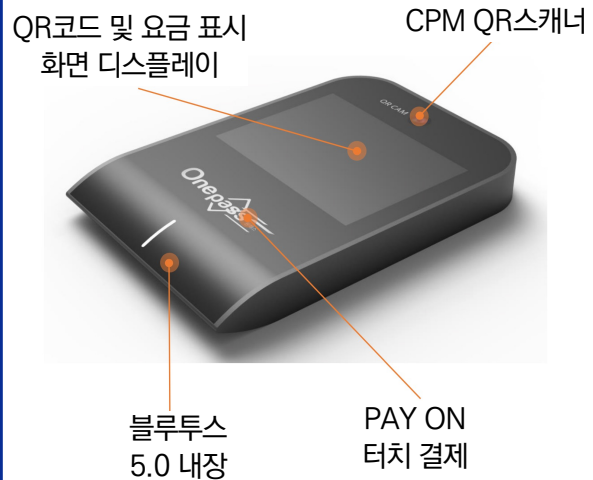 QR코드 및 요금 표시
화면 디스플레이
CPM QR스캐너
QR CAM
Onepass
블루투스
5.0 내장
PAY ON
터치 결제